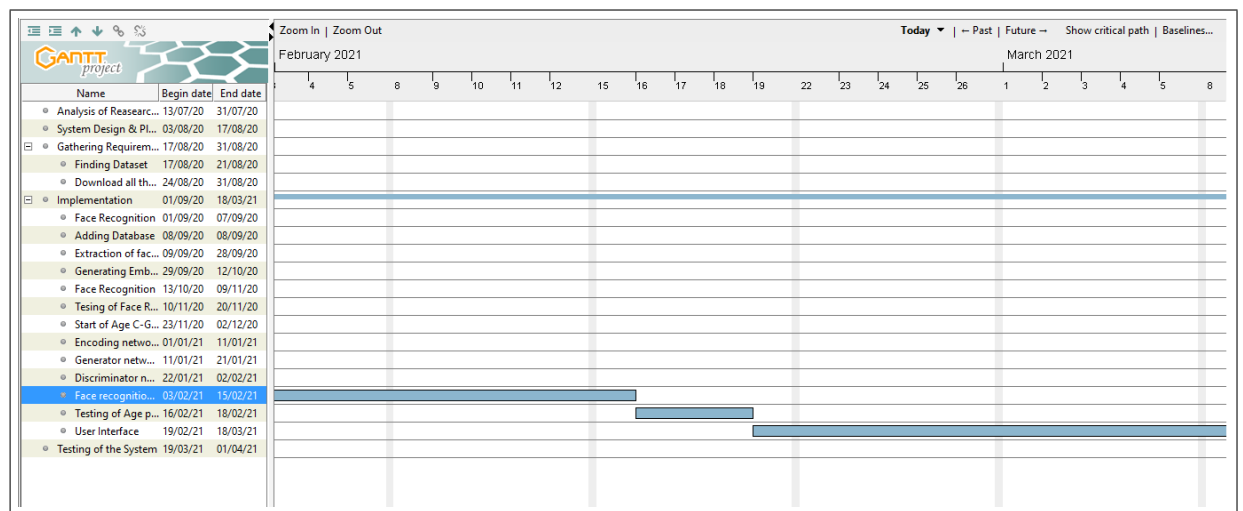 Zoom In | Zoom Out
Today ▼ | ← Past | Future → Show critical path | Baselines...
GANTT project
February 2021 March 2021
Name Begin date End date
4 5 8 9 10 11 12 15 16 17 18 19 22 23 24 25 26 1 2 3 4 5 8
Analysis of Reasearc... 13/07/20 31/07/20
System Design & Pl... 03/08/20 17/08/20
Gathering Requirem... 17/08/20 31/08/20
Finding Dataset 17/08/20 21/08/20
Download all th... 24/08/20 31/08/20
Implementation 01/09/20 18/03/21
Face Recognition 01/09/20 07/09/20
Adding Database 08/09/20 08/09/20
Extraction of fac... 09/09/20 28/09/20
Generating Emb... 29/09/20 12/10/20
Face Recognition 13/10/20 09/11/20
Tesing of Face R... 10/11/20 20/11/20
Start of Age C-G... 23/11/20 02/12/20
Encoding netwo... 01/01/21 11/01/21
Generator netw... 11/01/21 21/01/21
Discriminator n... 22/01/21 02/02/21
Face recognitio... 03/02/21 15/02/21
Testing of Age p... 16/02/21 18/02/21
User Interface 19/02/21 18/03/21
Testing of the System 19/03/21 01/04/21